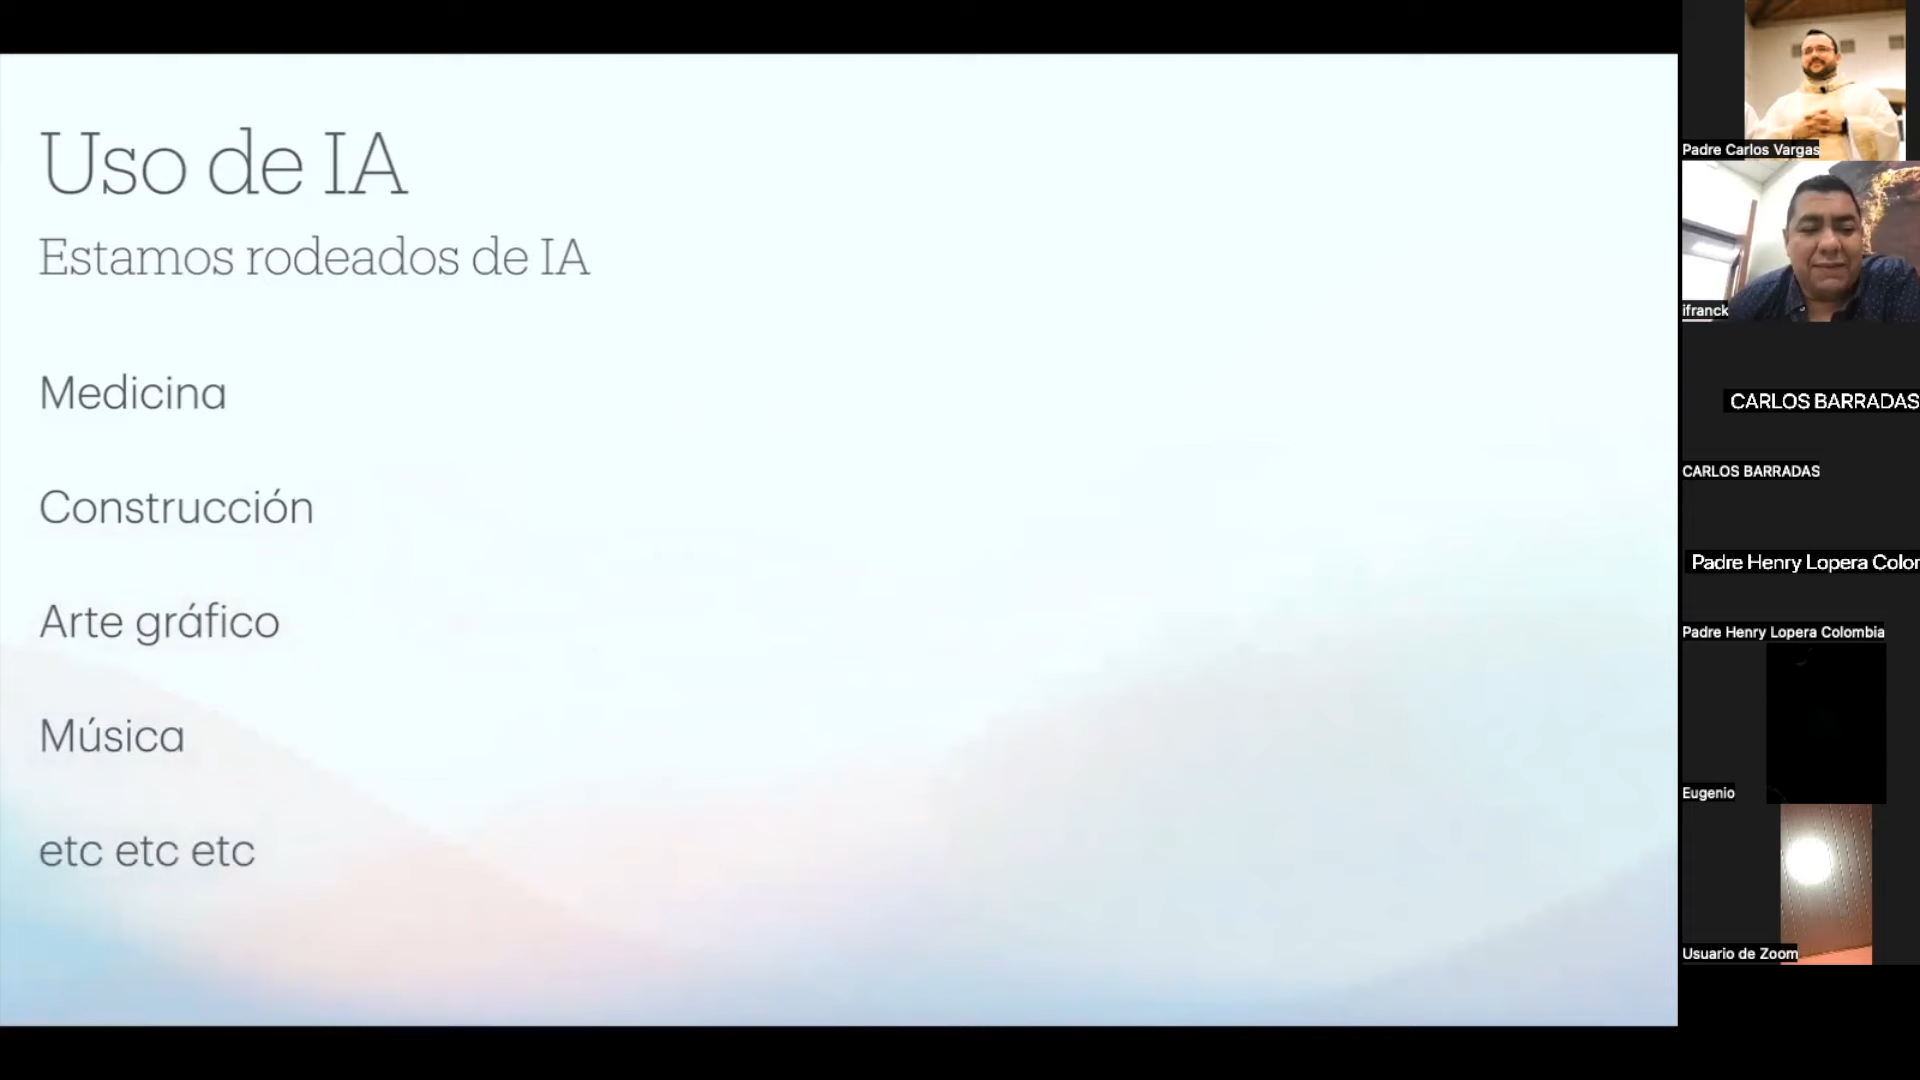 Uso de IA
Estamos rodeados de IA
Medicina
Construcción
Arte gráfico
Música
etc etc etc
Padre Carlos Vargas
ifranck
CARLOS BARRADAS
CARLOS BARRADAS
Padre Henry Lopera Color
Padre Henry Lopera Colombia
Eugenio
Usuario de Zoom